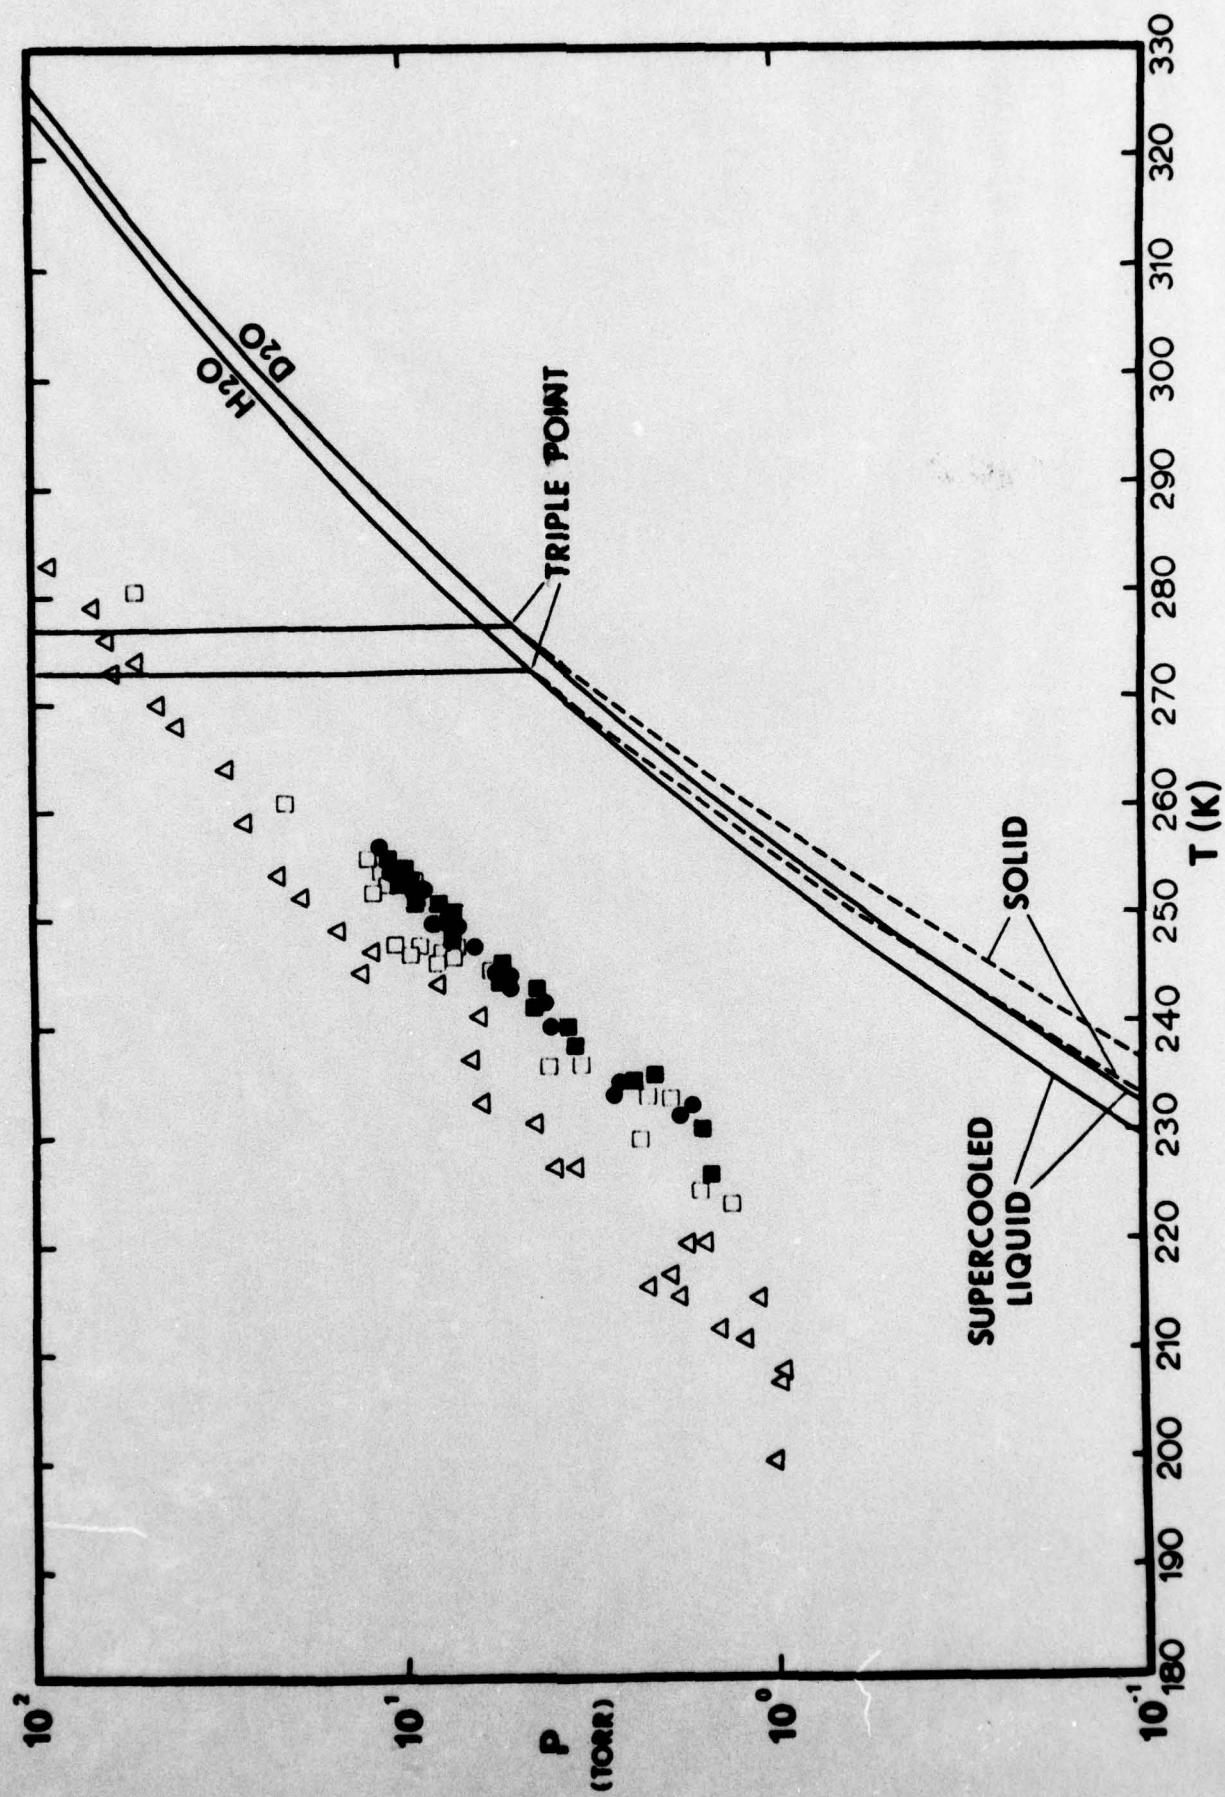 10²
10¹
10⁰
10⁻¹
P
(TORR)
H2O
D2O
TRIPLE POINT
SOLID
SUPERCOOLED
LIQUID
180 190 200 210 220 230 240 250 260 270 280 290 300 310 320 330
T (K)